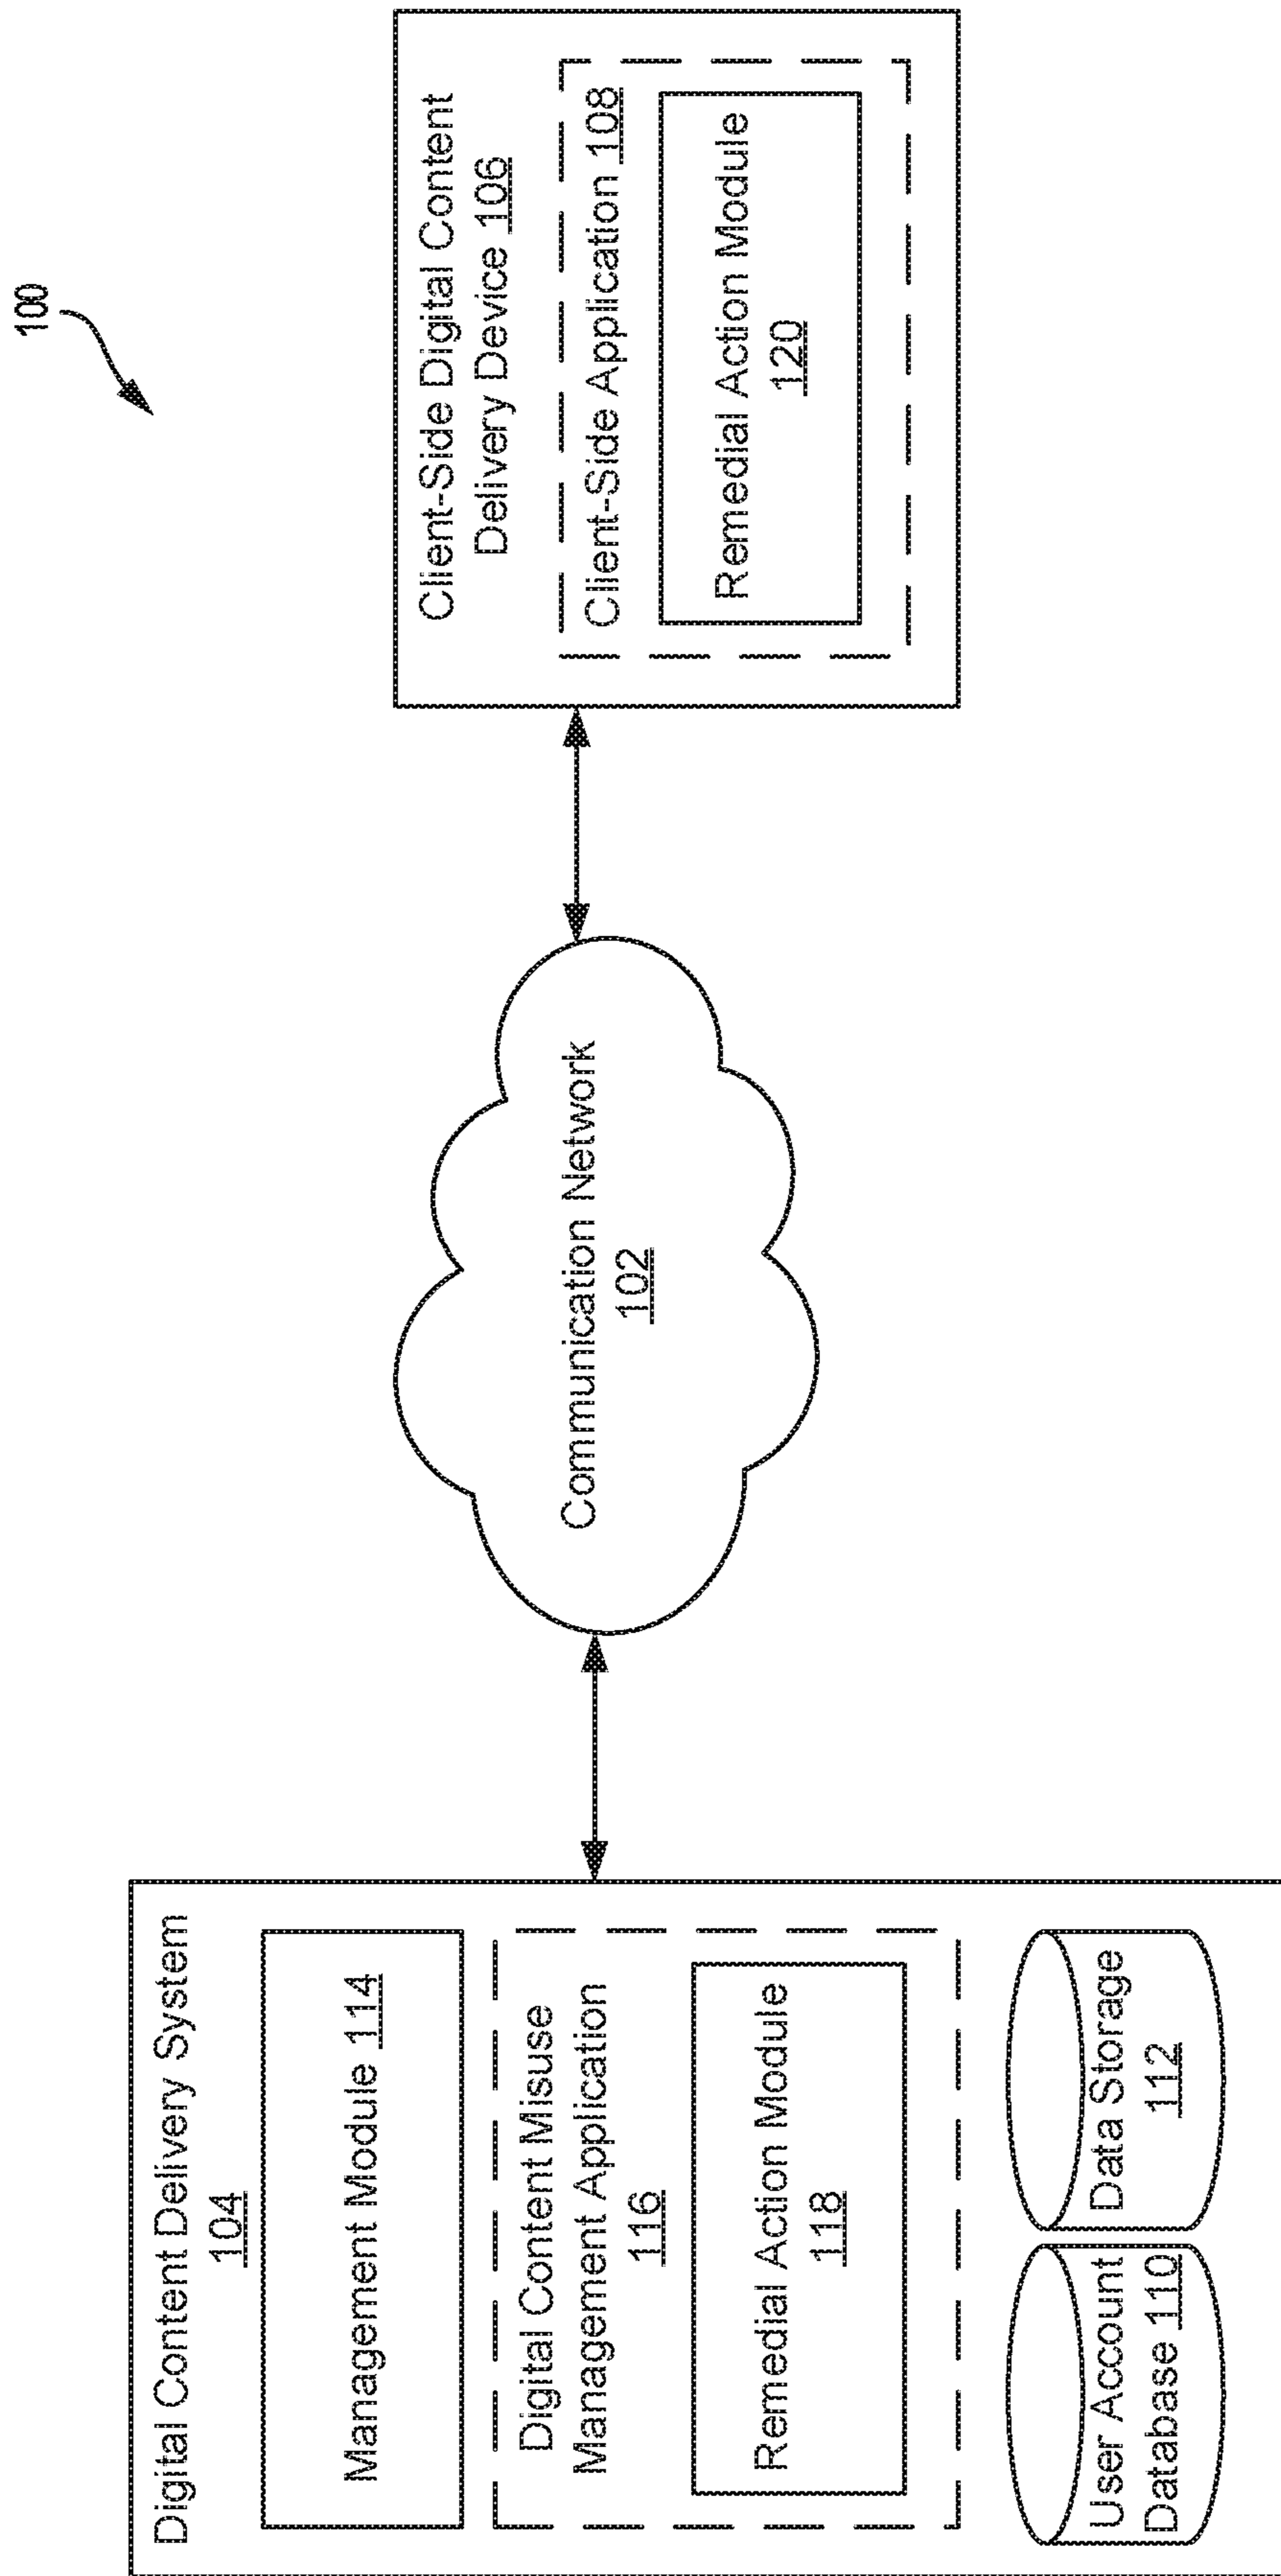 100
Digital Content Delivery System
104
Management Module 114
Digital Content Misuse
Management Application
116
Remedial Action Module
118
User Account
Database 110
Data Storage
112
Communication Network
102
Client-Side Digital Content
Delivery Device 106
Client-Side Application 108
Remedial Action Module
120